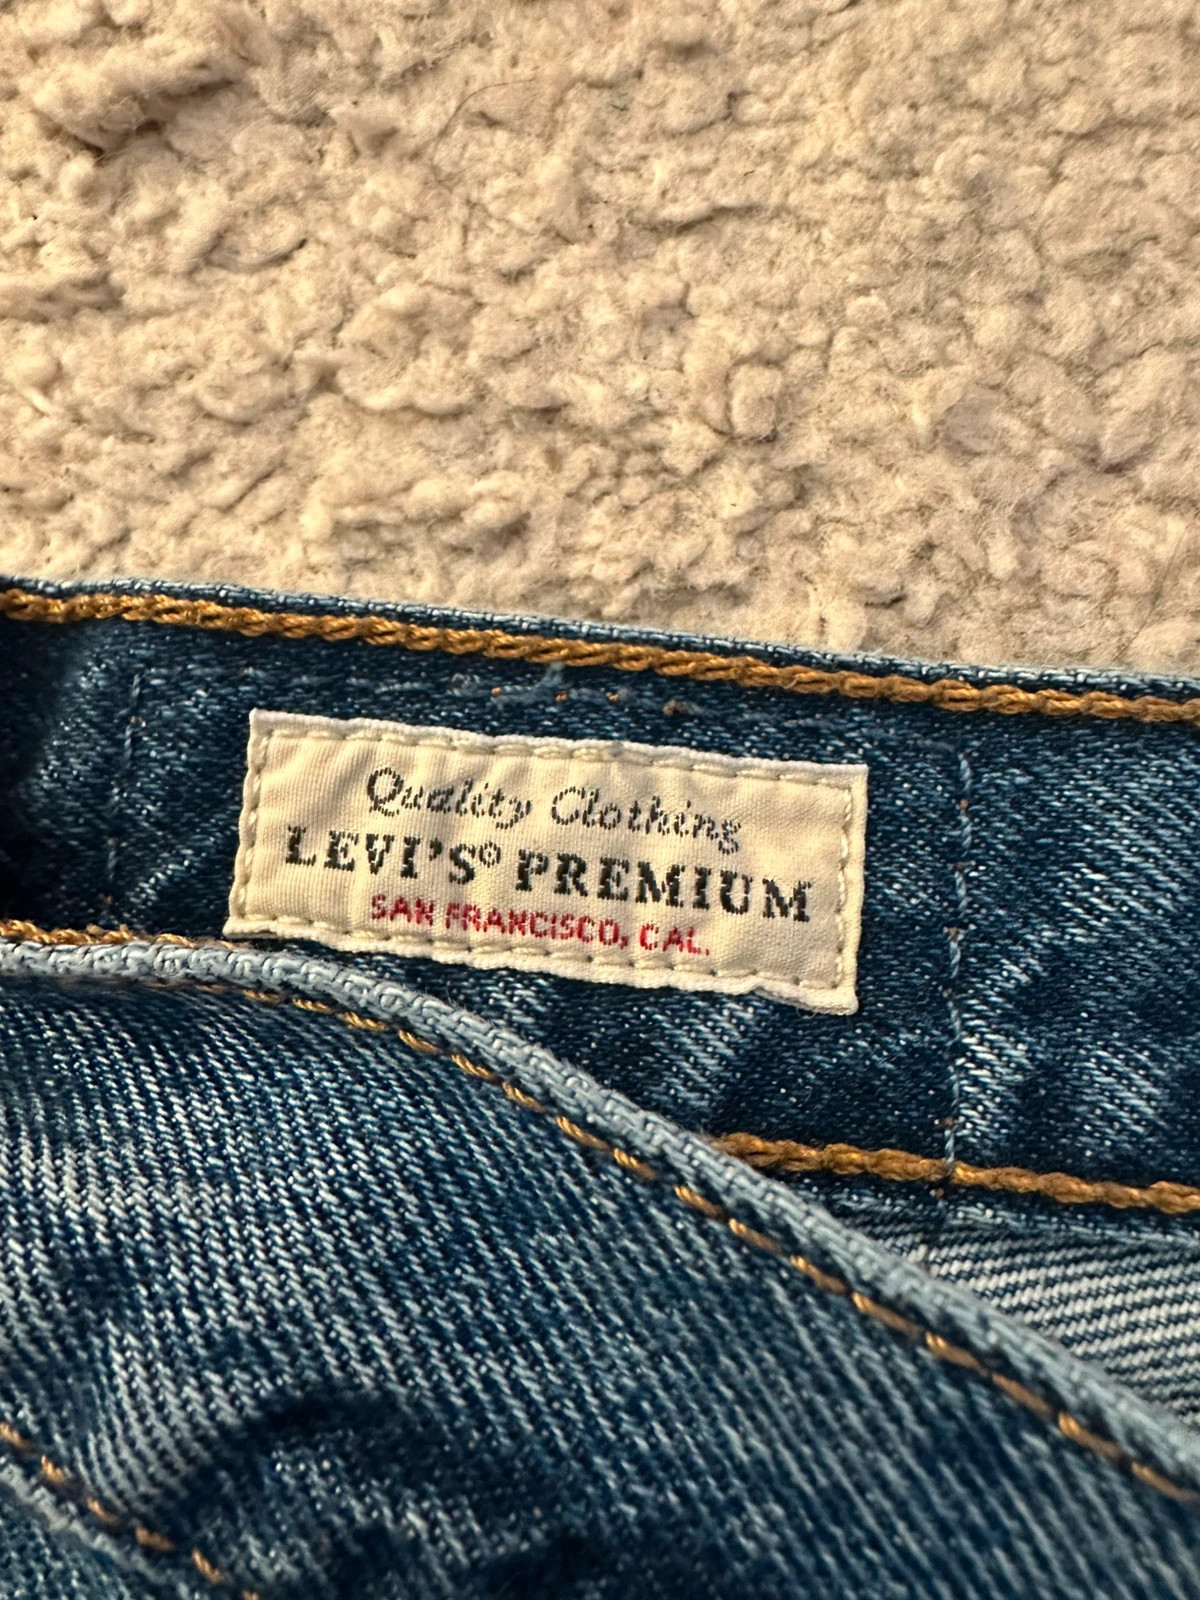 Quality Clothing
LEVI'S® PREMIUM
SAN FRANCISCO, CAL.